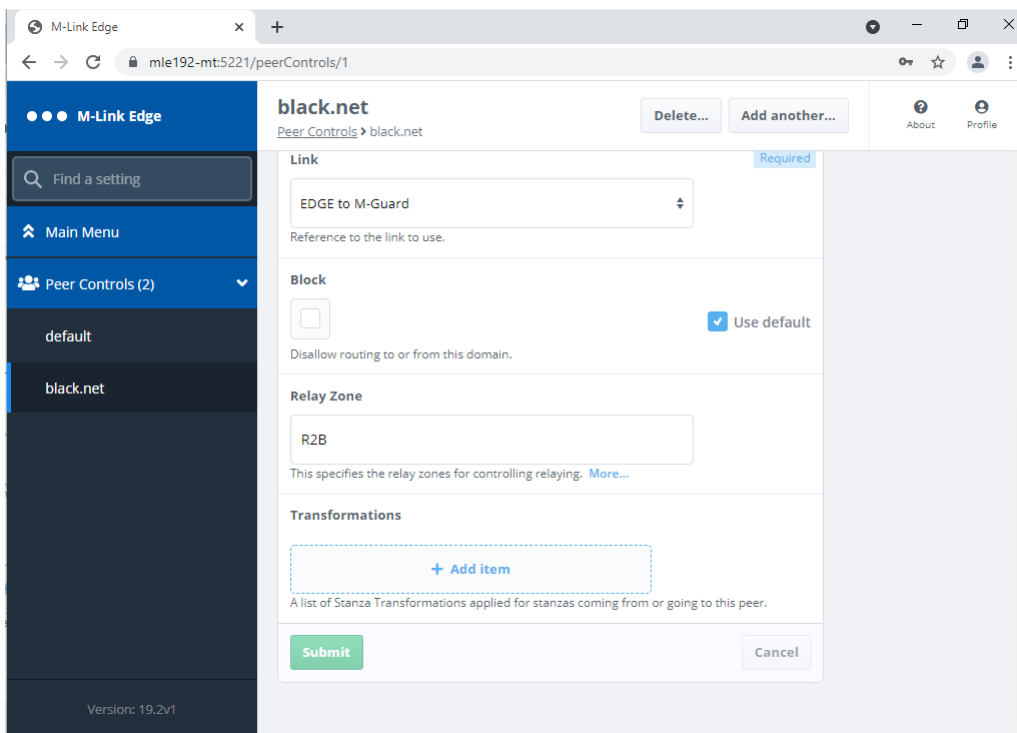 M-Link Edge
mle192-mt:5221/peerControls/1
M-Link Edge
black.net
Peer Controls > black.net
Delete...
Add another...
About
Profile
Find a setting
Main Menu
Peer Controls (2)
default
black.net
Version: 19.2v1
Link
Required
EDGE to M-Guard
Reference to the link to use.
Block
Use default
Disallow routing to or from this domain.
Relay Zone
R2B
This specifies the relay zones for controlling relaying. More...
Transformations
+ Add item
A list of Stanza Transformations applied for stanzas coming from or going to this peer.
Submit
Cancel